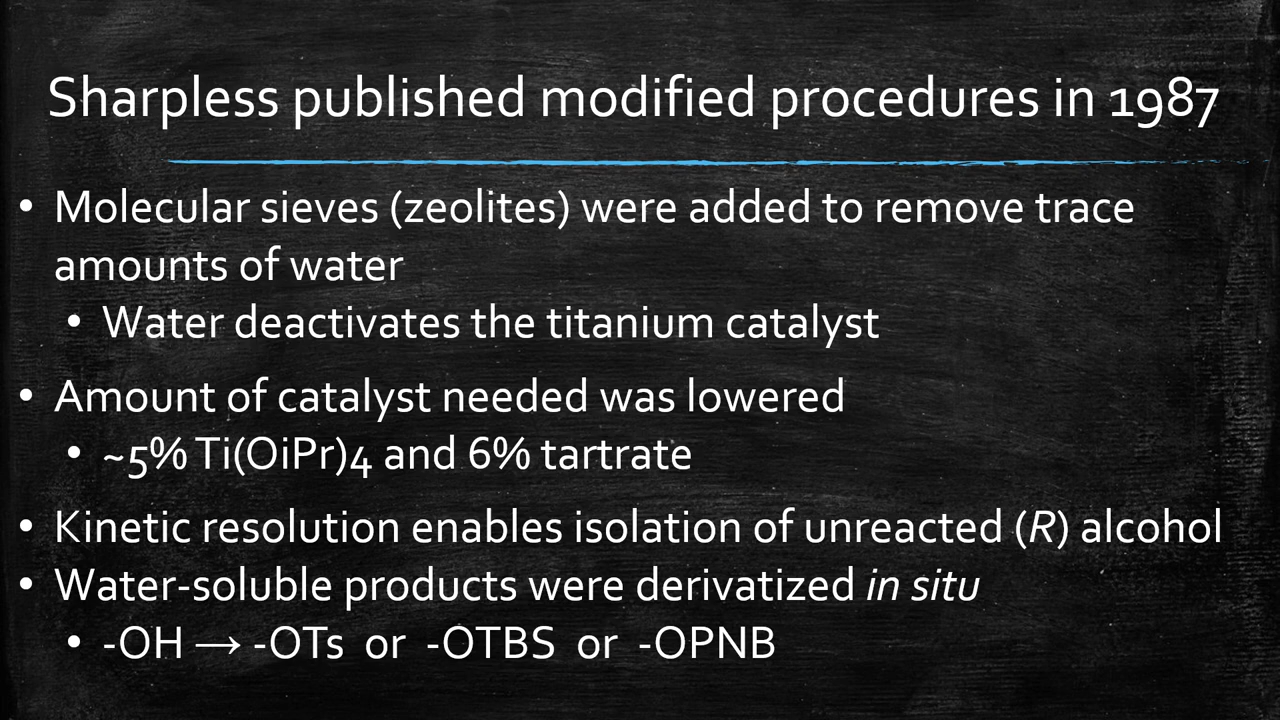 Sharpless published modified procedures in 1987
• Molecular sieves (zeolites) were added to remove trace
amounts of water
• Water deactivates the titanium catalyst
• Amount of catalyst needed was lowered
• ~5% Ti(OiPr)4 and 6% tartrate
• Kinetic resolution enables isolation of unreacted (R) alcohol
• Water-soluble products were derivatized in situ
• -OH → -OTs or -OTBS or -OPNB